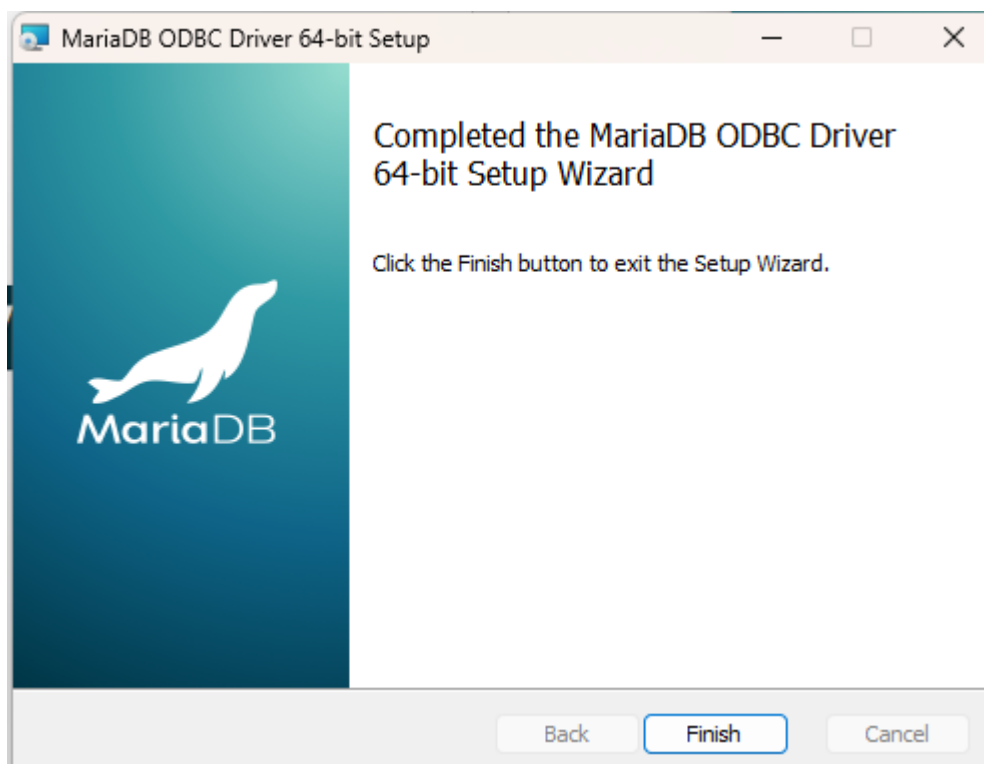 MariaDB ODBC Driver 64-bit Setup
Completed the MariaDB ODBC Driver
64-bit Setup Wizard
Click the Finish button to exit the Setup Wizard.
MariaDB
Back
Finish
Cancel